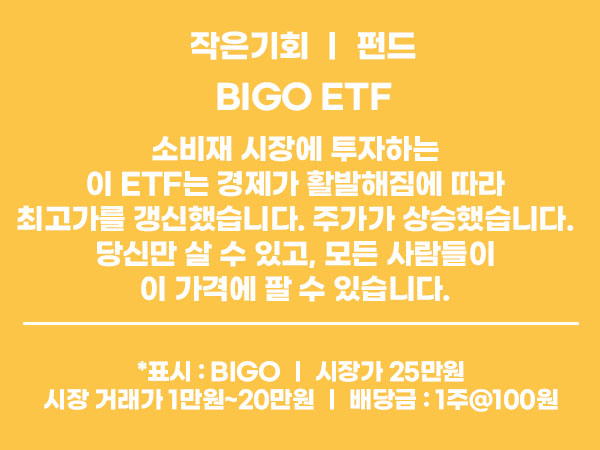 작은기회 ㅣ 펀드
BIGO ETF
소비재 시장에 투자하는
이 ETF는 경제가 활발해짐에 따라
최고가를 갱신했습니다. 주가가 상승했습니다.
당신만 살 수 있고, 모든 사람들이
이 가격에 팔 수 있습니다.
*표시 : BIGO ㅣ 시장가 25만원
시장 거래가 1만원~20만원 ㅣ 배당금 : 1주@100원